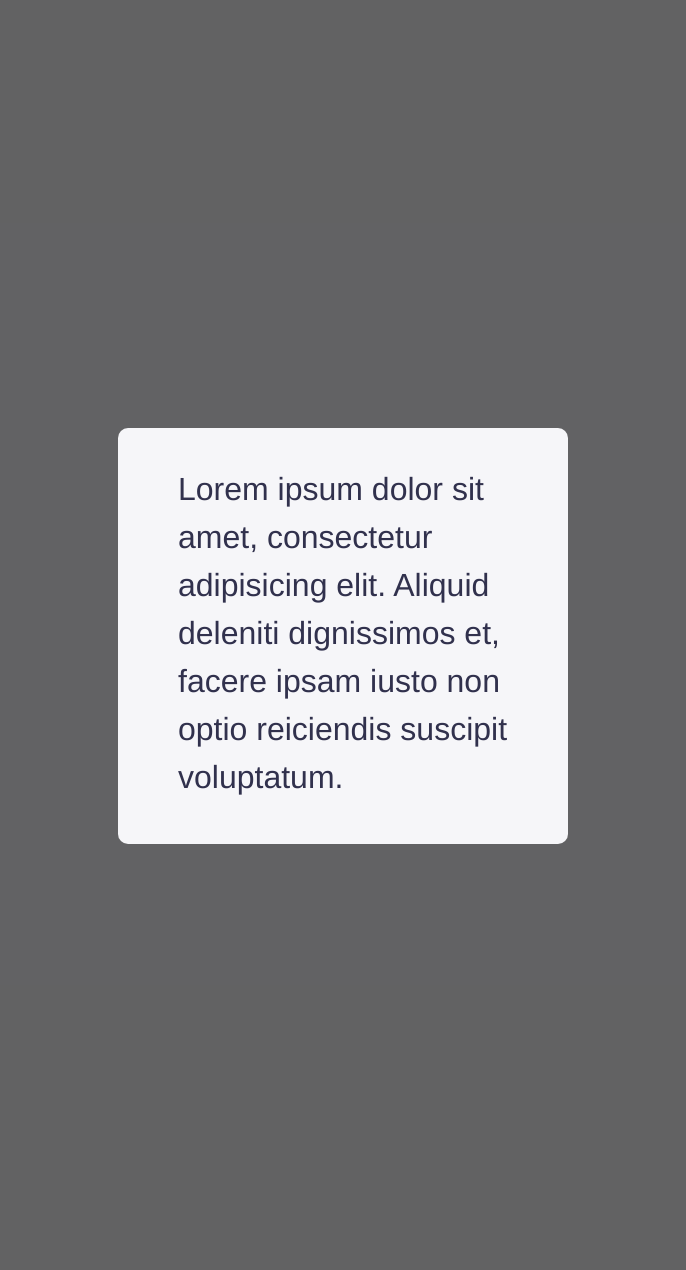 Lorem ipsum dolor sit
amet, consectetur
adipisicing elit. Aliquid
deleniti dignissimos et,
facere ipsam iusto non
optio reiciendis suscipit
voluptatum.